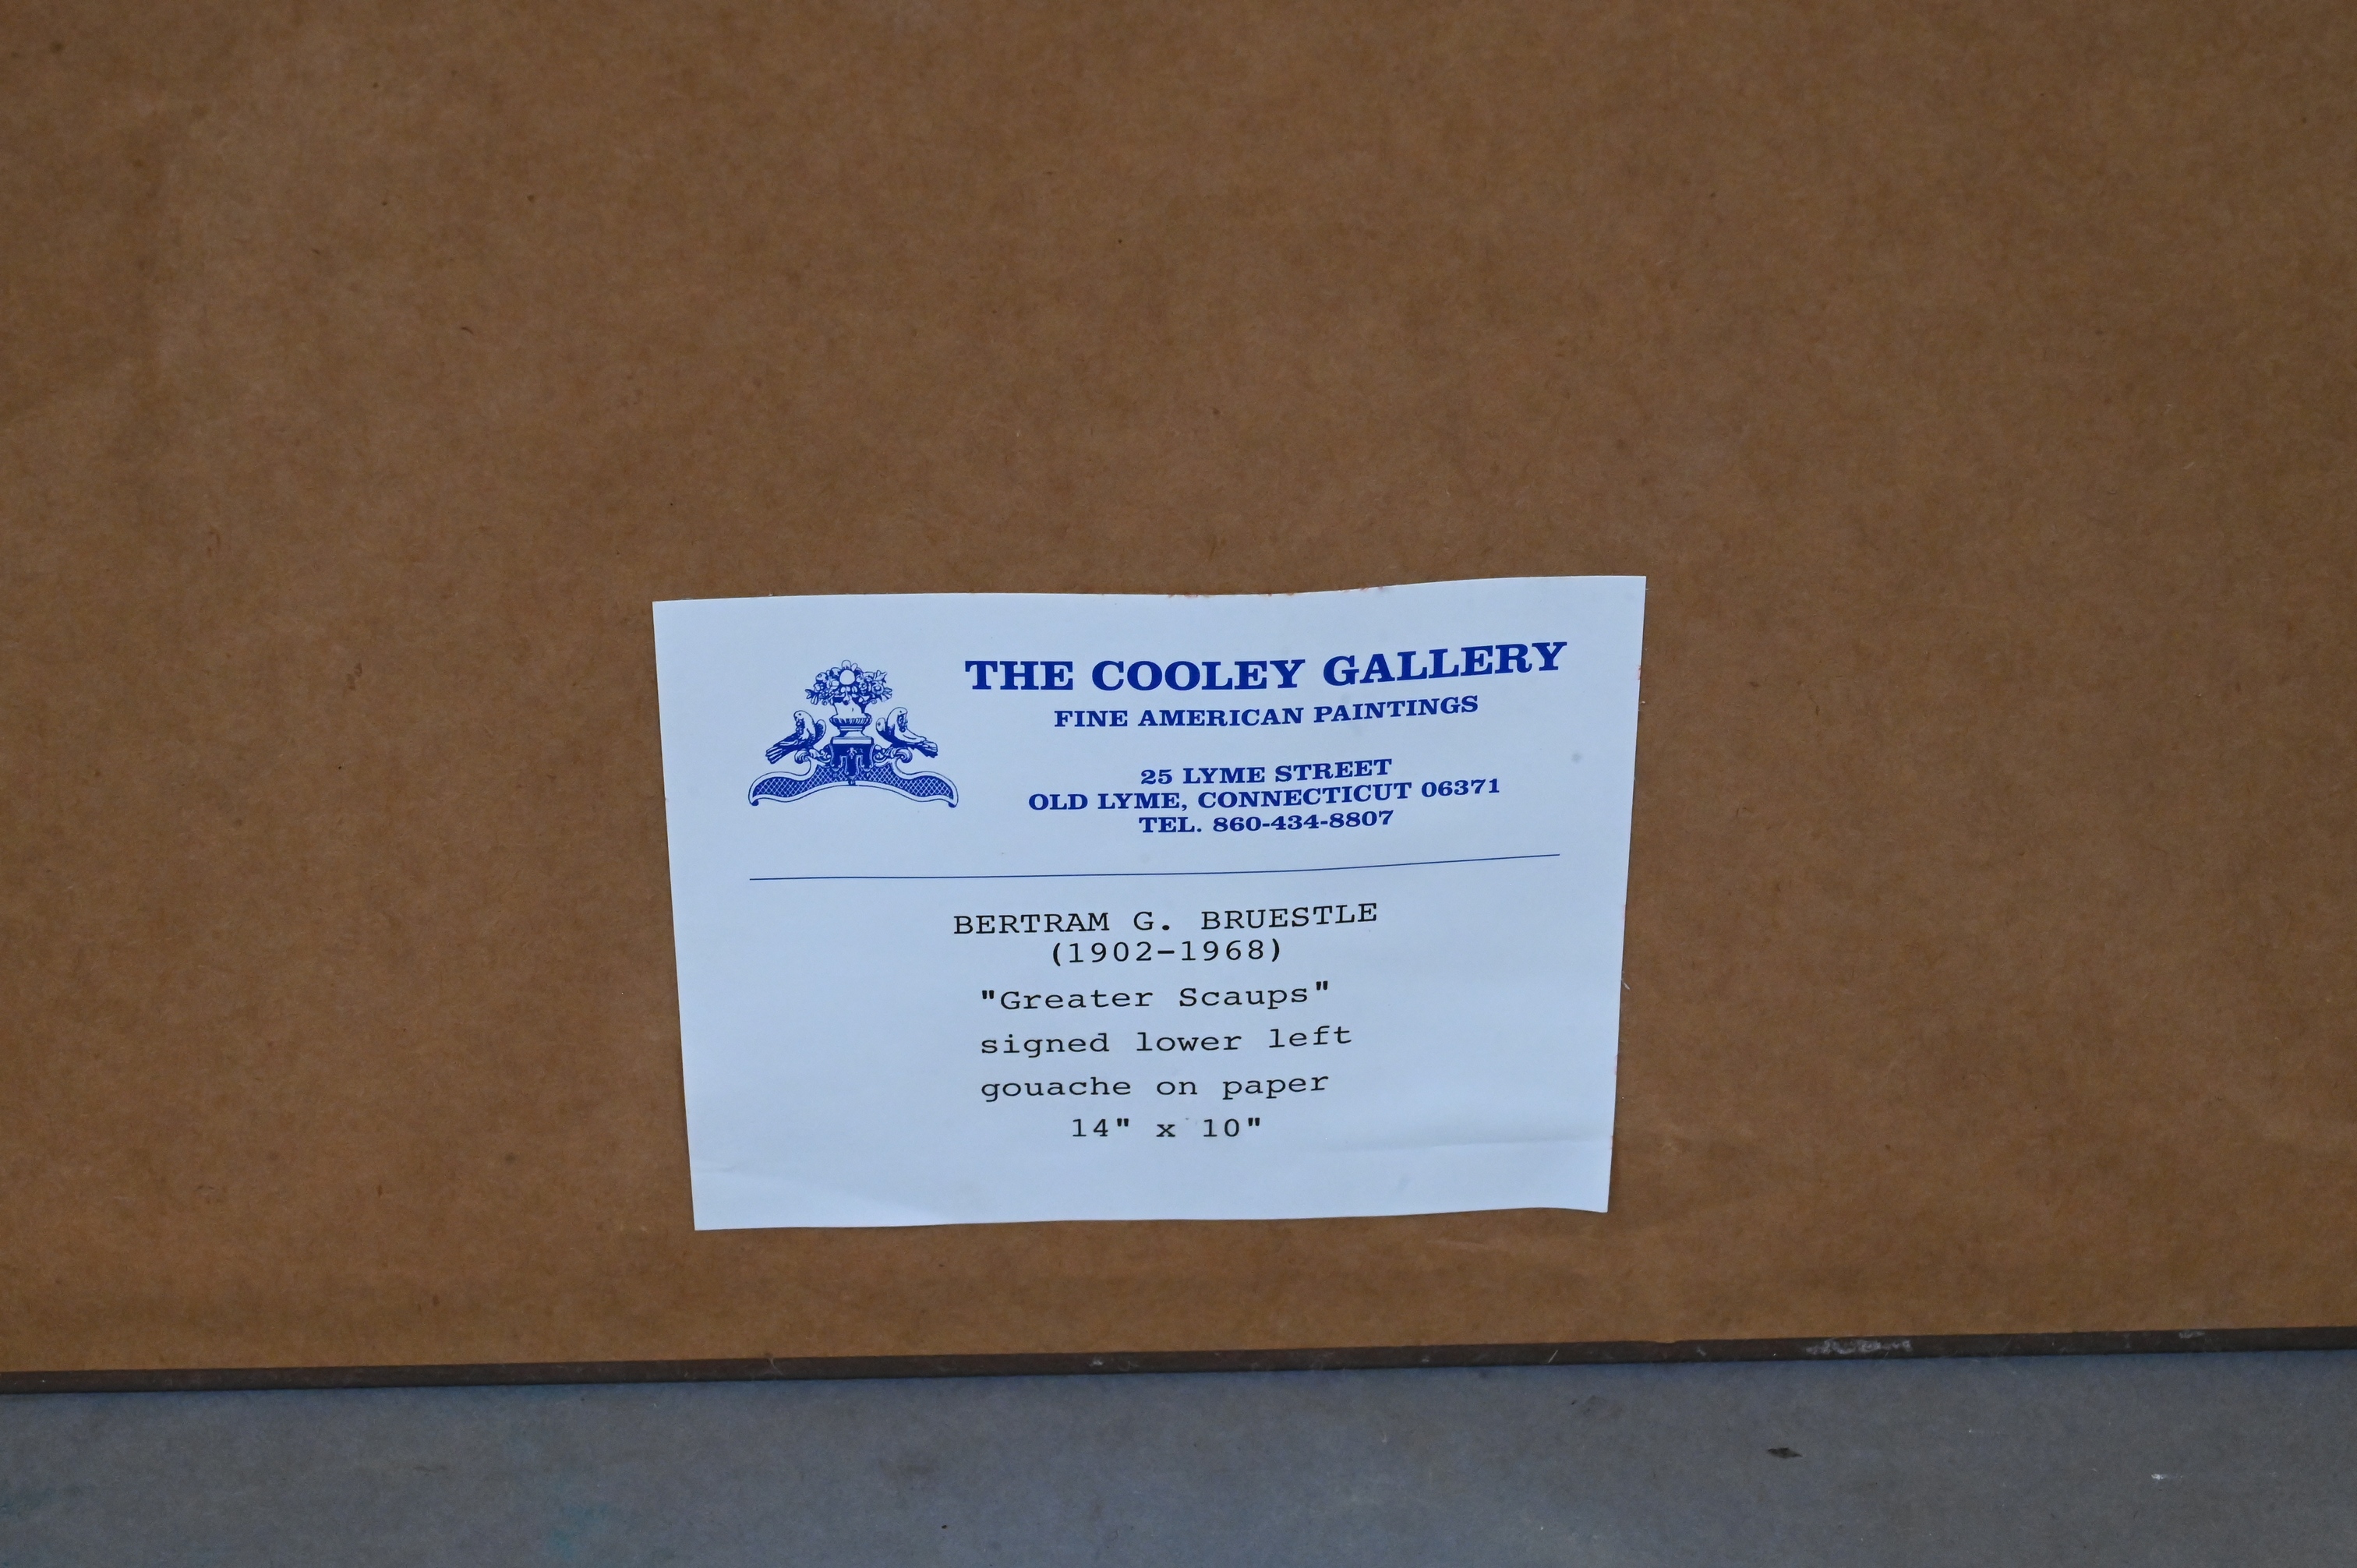 THE COOLEY GALLERY
FINE AMERICAN PAINTINGS
25 LYME STREET
OLD LYME, CONNECTICUT 06371
TEL. 860-434-8807
BERTRAM G. BRUESTLE
(1902-1968)
"Greater Scaups"
signed lower left
gouache on paper
14" x 10"